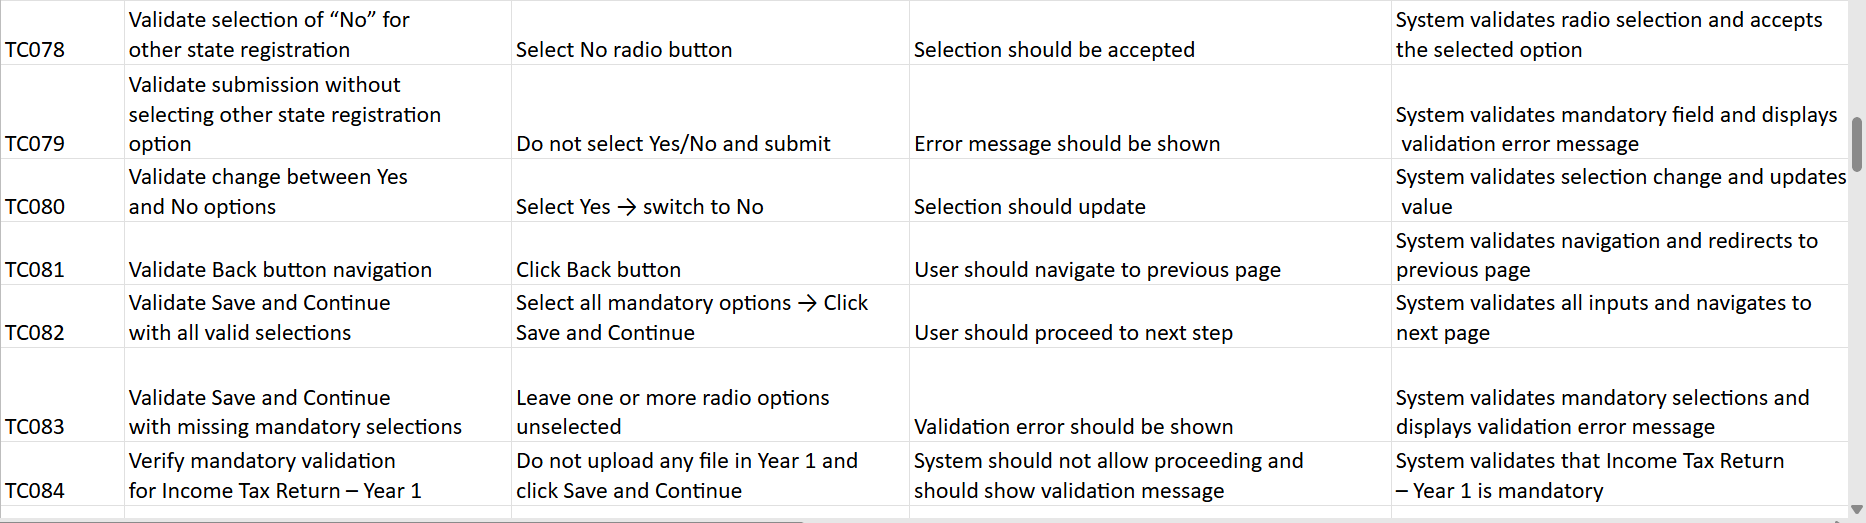 TC078
Validate selection of “No” for
other state registration
Select No radio button
Selection should be accepted
System validates radio selection and accepts
the selected option
TC079
Validate submission without
selecting other state registration
option
Do not select Yes/No and submit
Error message should be shown
System validates mandatory field and displays
validation error message
TC080
Validate change between Yes
and No options
Select Yes → switch to No
Selection should update
System validates selection change and updates
value
TC081
Validate Back button navigation
Click Back button
User should navigate to previous page
System validates navigation and redirects to
previous page
TC082
Validate Save and Continue
with all valid selections
Select all mandatory options → Click
Save and Continue
User should proceed to next step
System validates all inputs and navigates to
next page
TC083
Validate Save and Continue
with missing mandatory selections
Leave one or more radio options
unselected
Validation error should be shown
System validates mandatory selections and
displays validation error message
TC084
Verify mandatory validation
for Income Tax Return – Year 1
Do not upload any file in Year 1 and
click Save and Continue
System should not allow proceeding and
should show validation message
System validates that Income Tax Return
– Year 1 is mandatory